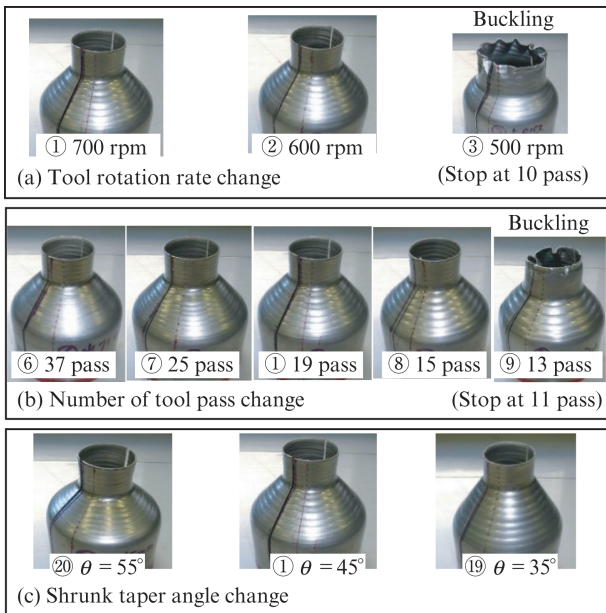 Buckling
① 700 rpm
② 600 rpm
③ 500 rpm
(a) Tool rotation rate change
(Stop at 10 pass)
Buckling
⑥ 37 pass
⑦ 25 pass
① 19 pass
⑧ 15 pass
⑨ 13 pass
(b) Number of tool pass change
(Stop at 11 pass)
⑳ θ = 55°
① θ = 45°
⑲ θ = 35°
(c) Shrunk taper angle change